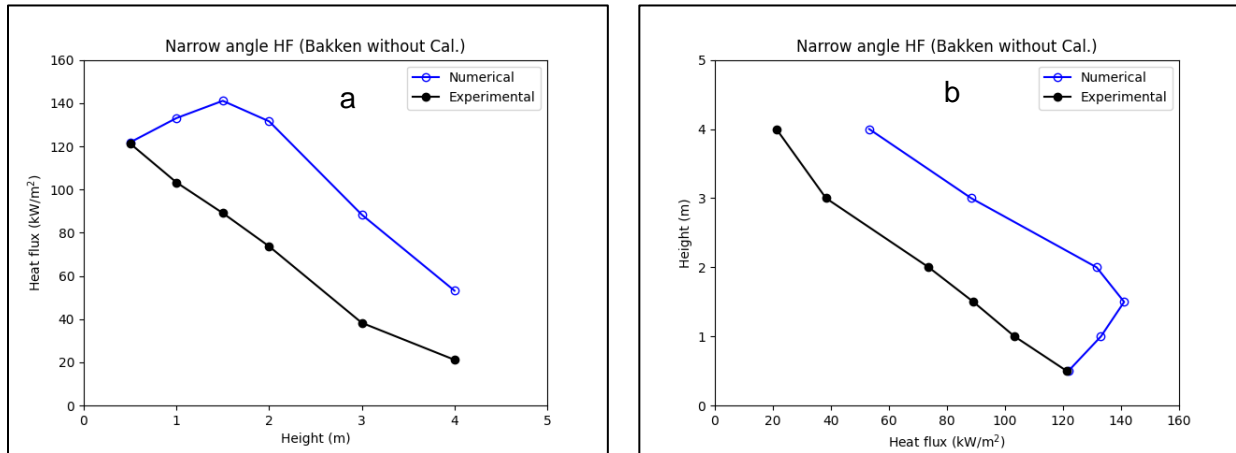 Narrow angle HF (Bakken without Cal.)
160
140
120
100
80
60
40
20
0
Heat flux (kW/m²)
Numerical
Experimental
a
0 1 2 3 4 5
Height (m)
Narrow angle HF (Bakken without Cal.)
5
4
3
2
1
0
Height (m)
Numerical
Experimental
b
0 20 40 60 80 100 120 140 160
Heat flux (kW/m²)